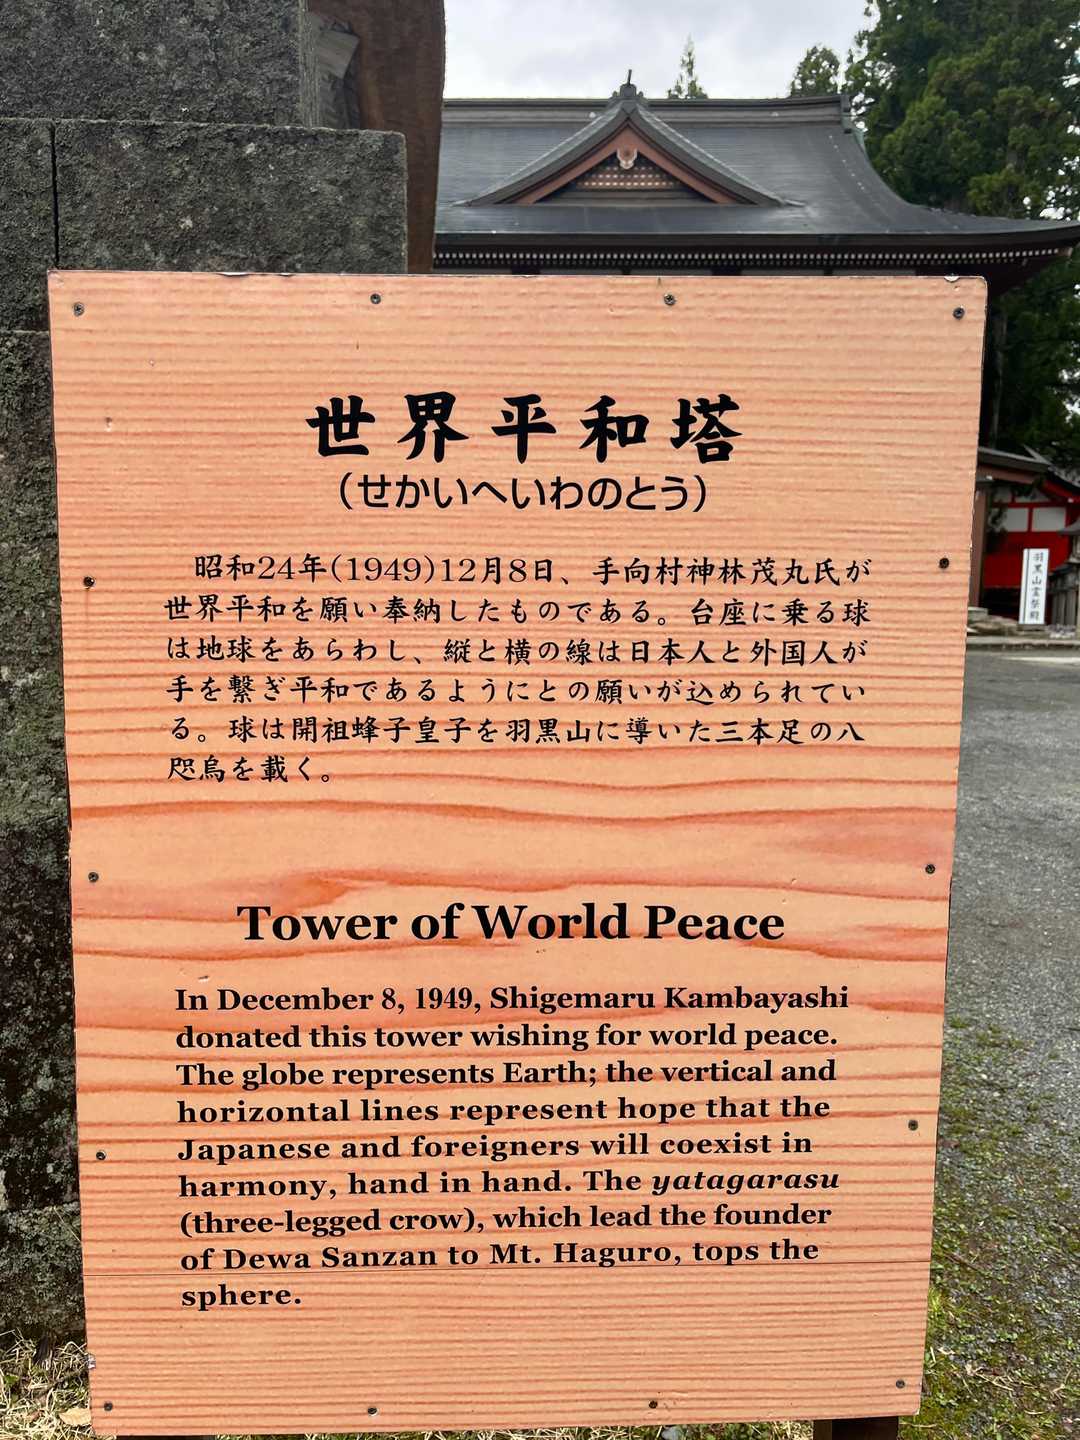 世界平和塔
（せかいへいわのとう）
昭和24年(1949)12月8日、手向村神林茂丸氏が
世界平和を願い奉納したものである。台座に乗る球
は地球をあらわし、縦と横の線は日本人と外国人が
手を繋ぎ平和であるようにとの願いが込められてい
る。球は開祖蜂子皇子を羽黒山に導いた三本足の八
咫烏を載く。
Tower of World Peace
In December 8, 1949, Shigemaru Kambayashi
donated this tower wishing for world peace.
The globe represents Earth; the vertical and
horizontal lines represent hope that the
Japanese and foreigners will coexist in
harmony, hand in hand. The yatagarasu
(three-legged crow), which lead the founder
of Dewa Sanzan to Mt. Haguro, tops the
sphere.
羽黒山霊祭殿